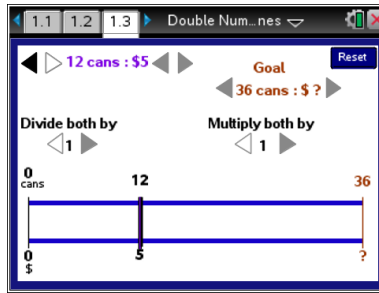 1.1 1.2 1.3 Double Num...nes
Reset
12 cans : $5
Goal
36 cans : $ ?
Divide both by
1
Multiply both by
1
0
cans
12
36
0
$
5
?